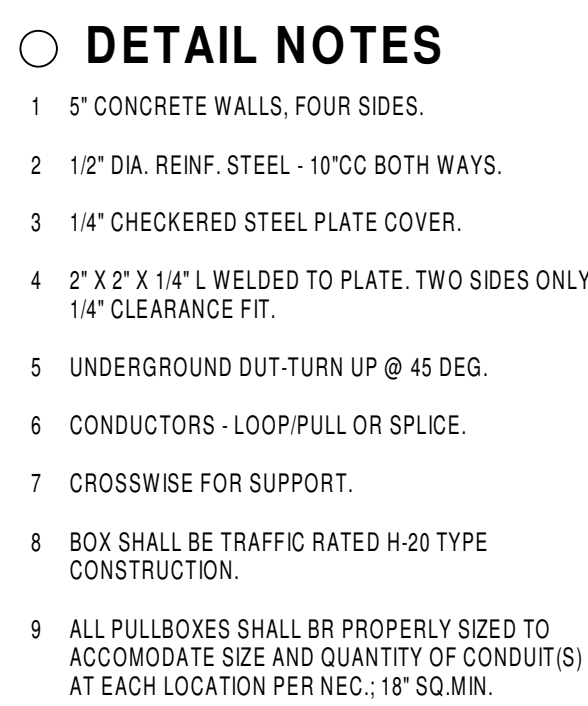 DETAIL NOTES
1 5" CONCRETE WALLS, FOUR SIDES.
2 1/2" DIA. REINF. STEEL - 10"CC BOTH WAYS.
3 1/4" CHECKERED STEEL PLATE COVER.
4 2" X 2" X 1/4" L WELDED TO PLATE. TWO SIDES ONLY
1/4" CLEARANCE FIT.
5 UNDERGROUND DUT-TURN UP @ 45 DEG.
6 CONDUCTORS - LOOP/PULL OR SPLICE.
7 CROSSWISE FOR SUPPORT.
8 BOX SHALL BE TRAFFIC RATED H-20 TYPE
CONSTRUCTION.
9 ALL PULLBOXES SHALL BR PROPERLY SIZED TO
ACCOMODATE SIZE AND QUANTITY OF CONDUIT(S)
AT EACH LOCATION PER NEC.; 18" SQ.MIN.